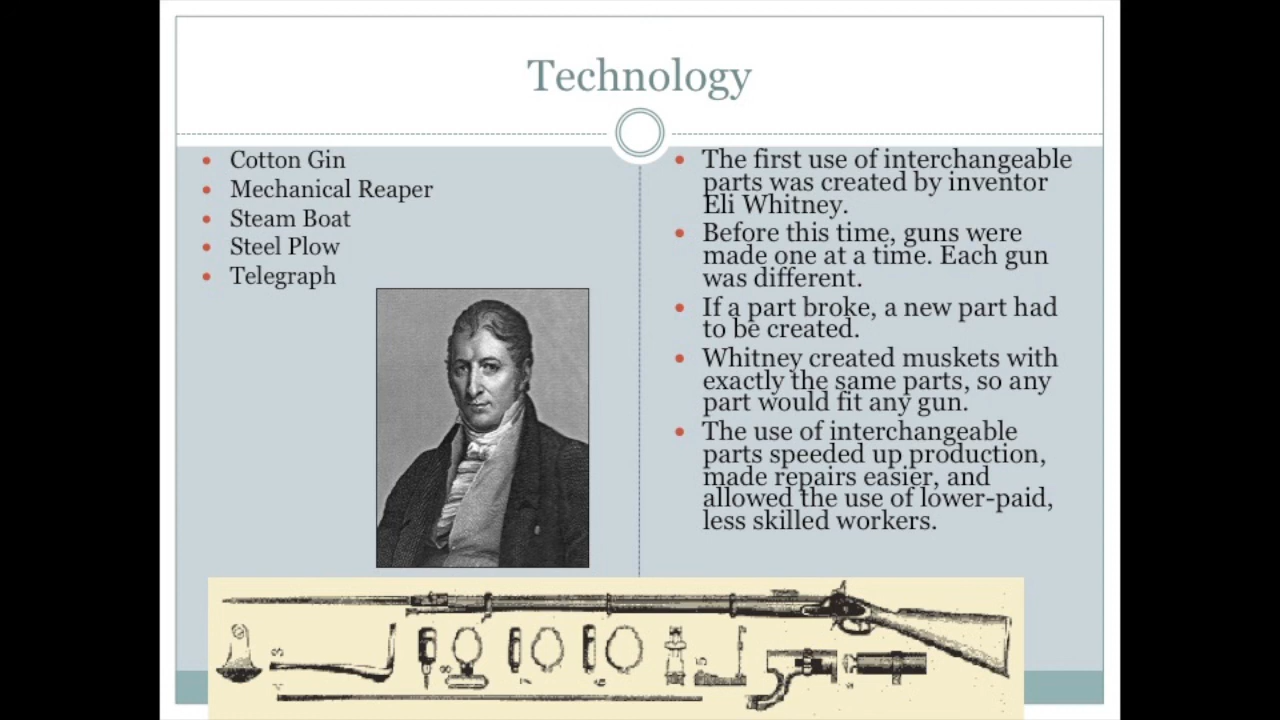 Technology
Cotton Gin
Mechanical Reaper
Steam Boat
Steel Plow
Telegraph
The first use of interchangeable
parts was created by inventor
Eli Whitney.
Before this time, guns were
made one at a time. Each gun
was different.
If a part broke, a new part had
to be created.
Whitney created muskets with
exactly the same parts, so any
part would fit any gun.
The use of interchangeable
parts speeded up production,
made repairs easier, and
allowed the use of lower-paid,
less skilled workers.